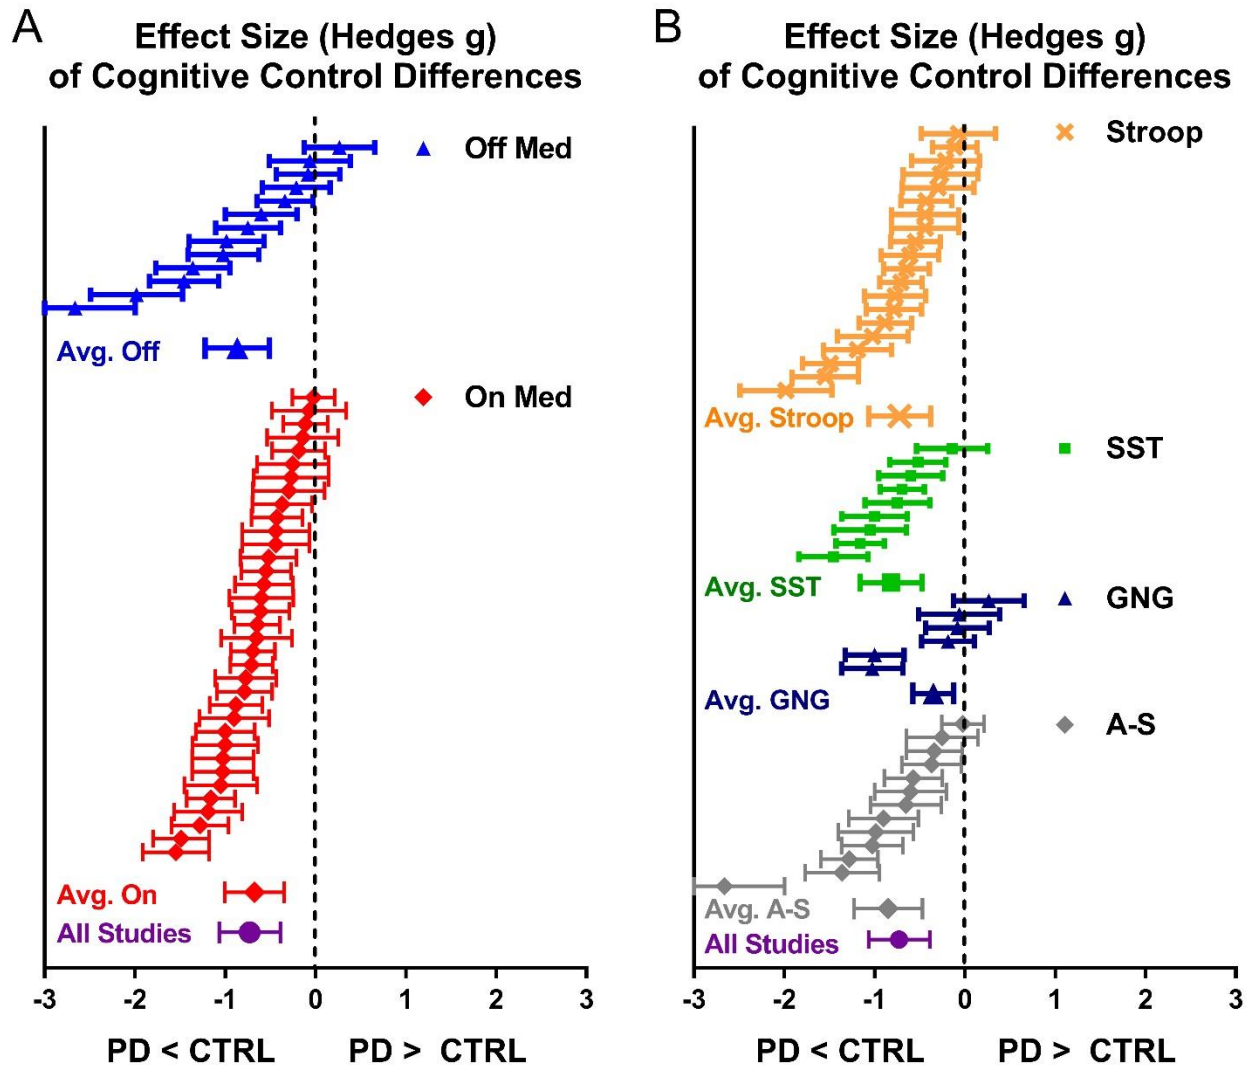 A
Effect Size (Hedges g)
of Cognitive Control Differences
Off Med
Avg. Off
On Med
Avg. On
All Studies
-3 -2 -1 0 1 2 3
PD < CTRL PD > CTRL
B
Effect Size (Hedges g)
of Cognitive Control Differences
Stroop
Avg. Stroop
SST
Avg. SST
GNG
Avg. GNG
A-S
Avg. A-S
All Studies
-3 -2 -1 0 1 2 3
PD < CTRL PD > CTRL